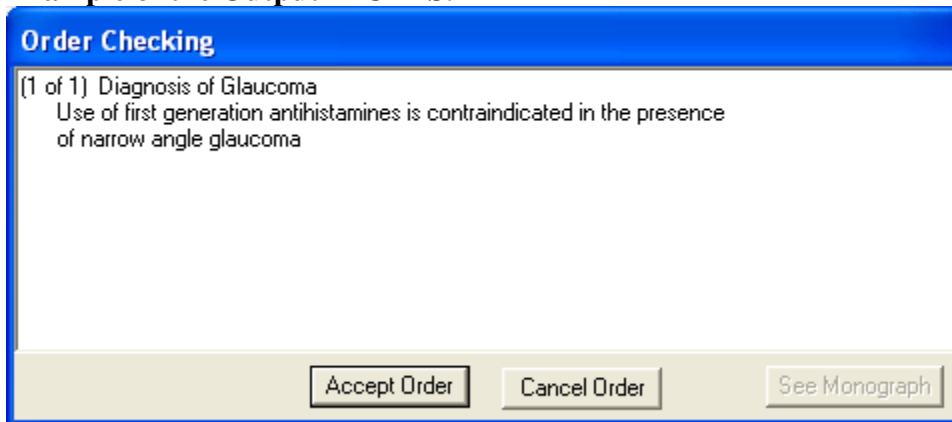 Order Checking
(1 of 1) Diagnosis of Glaucoma
Use of first generation antihistamines is contraindicated in the presence
of narrow angle glaucoma
Accept Order Cancel Order See Monograph